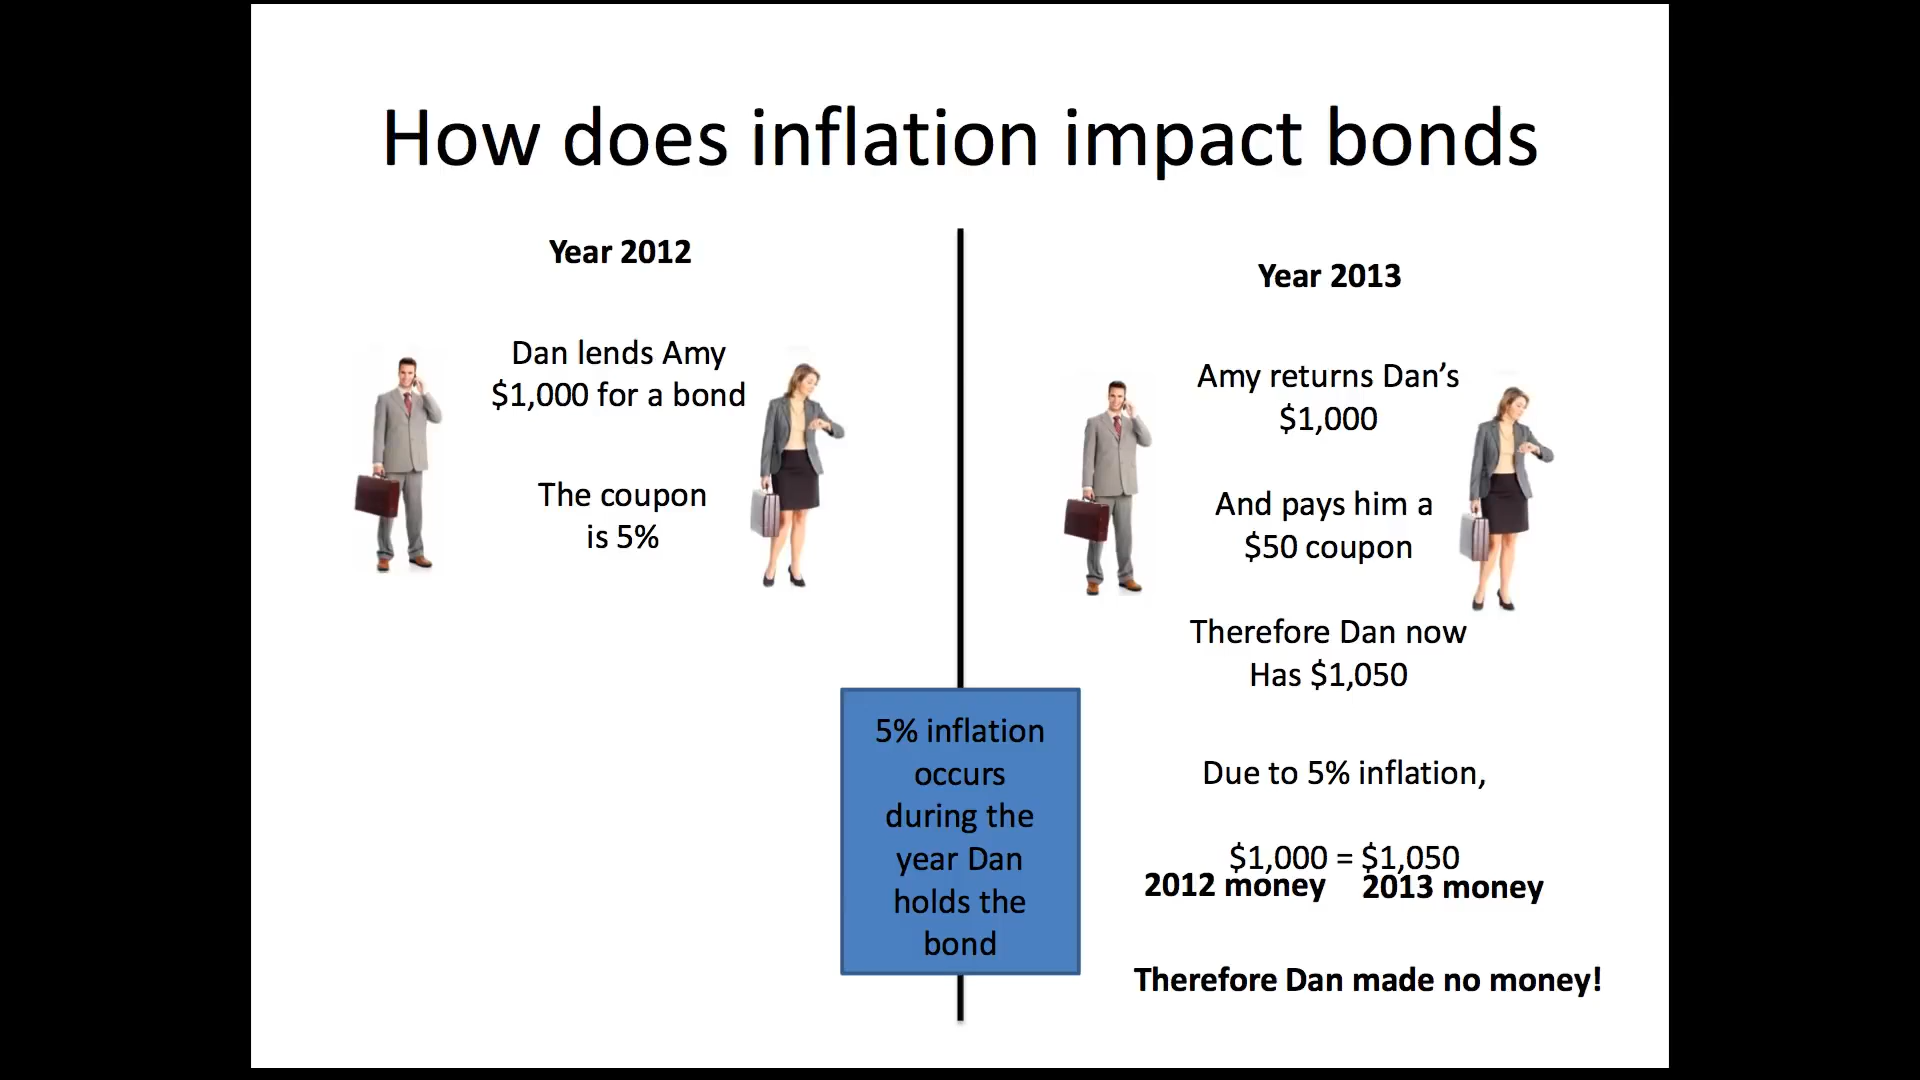 How does inflation impact bonds
Year 2012
Dan lends Amy
$1,000 for a bond
The coupon
is 5%
Year 2013
Amy returns Dan’s
$1,000
And pays him a
$50 coupon
Therefore Dan now
Has $1,050
5% inflation
occurs
during the
year Dan
holds the
bond
Due to 5% inflation,
$1,000 = $1,050
2012 money 2013 money
Therefore Dan made no money!